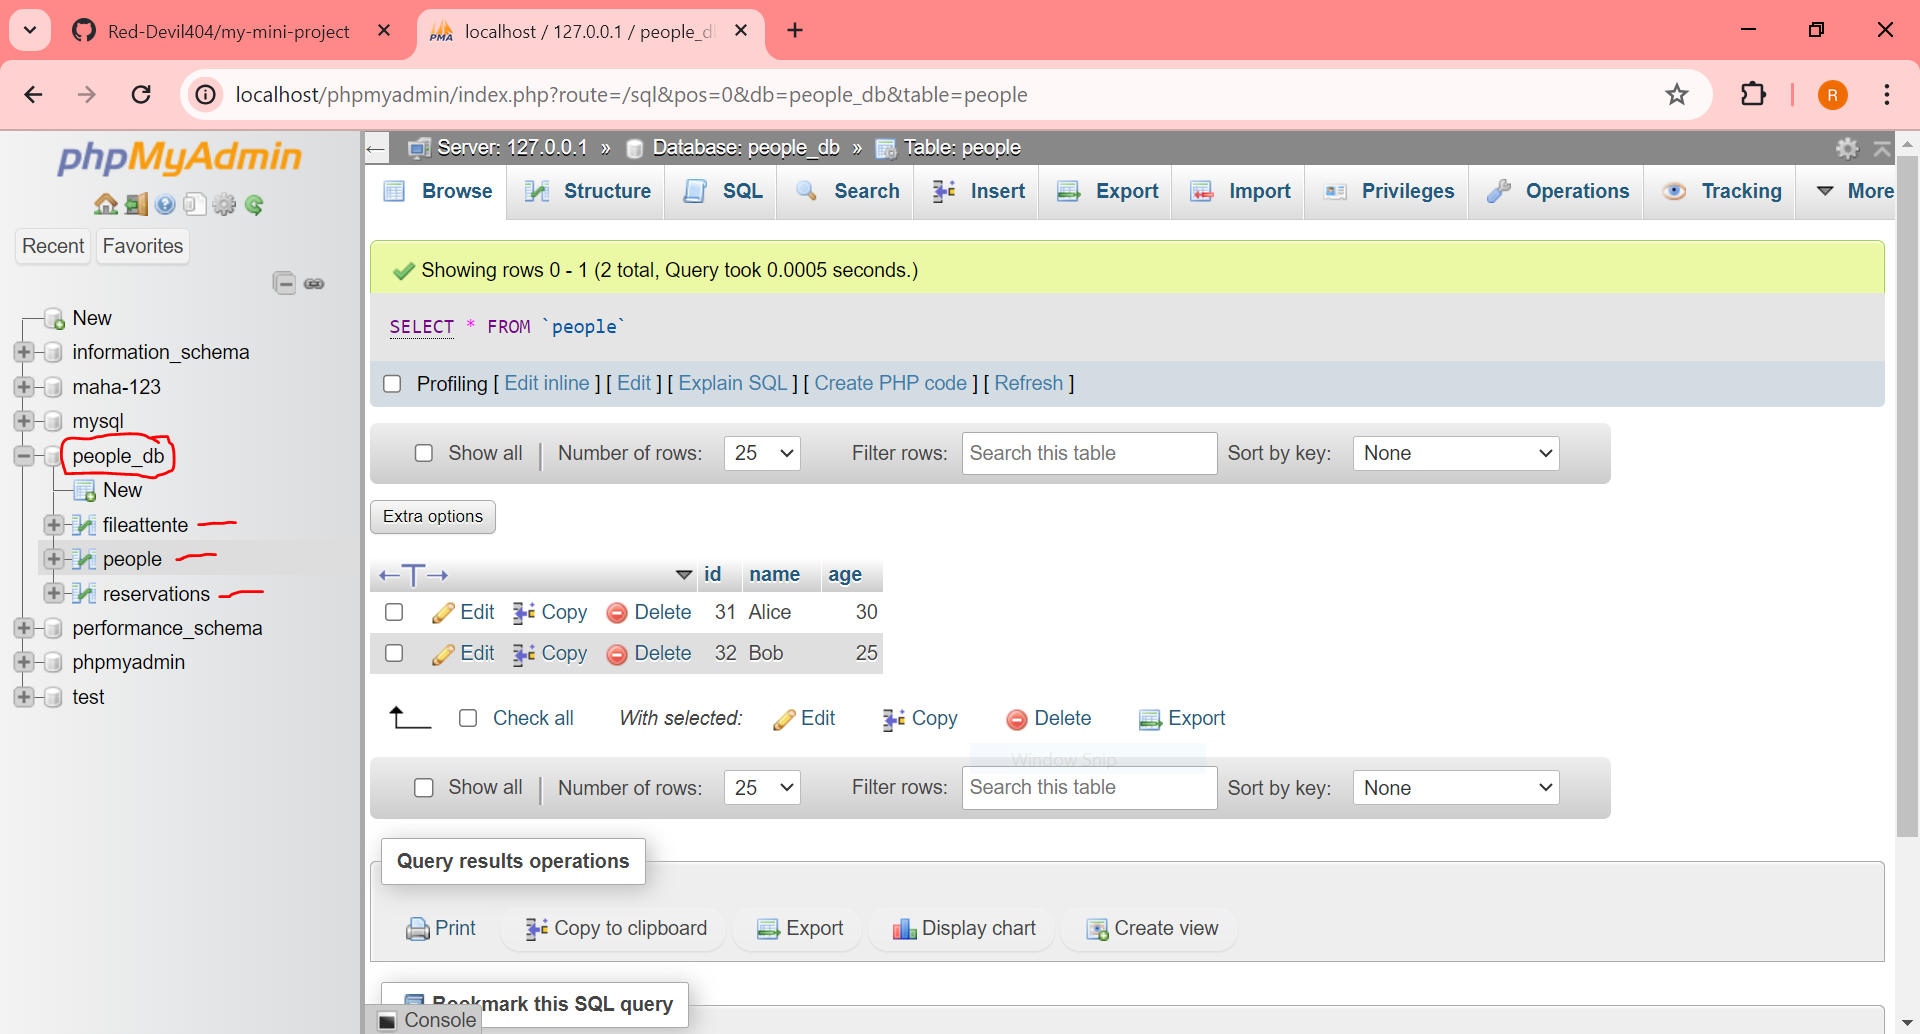 Red-Devil404/my-mini-project
localhost / 127.0.0.1 / people_d
localhost/phpmyadmin/index.php?route=/sql&pos=0&db=people_db&table=people
R
phpMyAdmin
Recent
Favorites
New
information_schema
maha-123
mysql
people_db
New
fileattente
people
reservations
performance_schema
phpmyadmin
test
Server: 127.0.0.1 » Database: people_db » Table: people
Browse Structure SQL Search Insert Export Import Privileges Operations Tracking More
Showing rows 0 - 1 (2 total, Query took 0.0005 seconds.)
SELECT * FROM `people`
Profiling [ Edit inline ] [ Edit ] [ Explain SQL ] [ Create PHP code ] [ Refresh ]
Show all Number of rows: 25 Filter rows: Search this table Sort by key: None
Extra options
id name age
Edit Copy Delete 31 Alice 30
Edit Copy Delete 32 Bob 25
Check all With selected: Edit Copy Delete Export
Window Snip
Show all Number of rows: 25 Filter rows: Search this table Sort by key: None
Query results operations
Print Copy to clipboard Export Display chart Create view
Bookmark this SQL query
Console